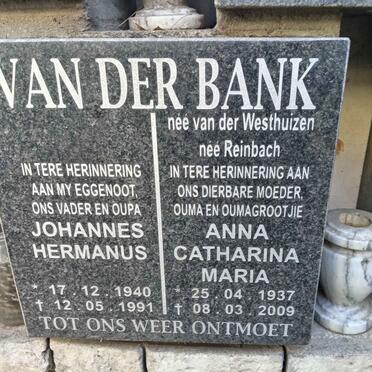 VAN DER BANK
nee van der Westhuizen
nee Reinbach
IN TERE HERINNERING
AAN MY EGGENOOT,
ONS VADER EN OUPA
JOHANNES
HERMANUS
* 17 . 12 . 1940
† 12 . 05 . 1991
IN TERE HERINNERING AAN
ONS DIERBARE MOEDER,
OUMA EN OUMAGROOTJIE
ANNA
CATHARINA
MARIA
* 25 . 04 . 1937
† 08 . 03 . 2009
TOT ONS WEER ONTMOET